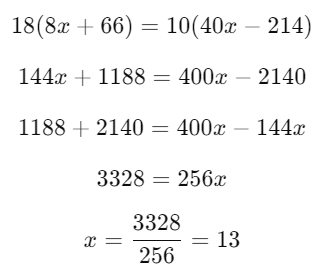 18(8x + 66) = 10(40x − 214)
144x + 1188 = 400x − 2140
1188 + 2140 = 400x − 144x
3328 = 256x
x = 3328/256 = 13